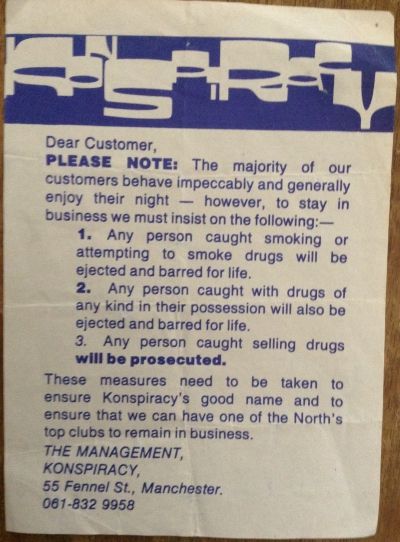 KONSPIRACY
Dear Customer,
PLEASE NOTE: The majority of our
customers behave impeccably and generally
enjoy their night — however, to stay in
business we must insist on the following:—
1. Any person caught smoking or
attempting to smoke drugs will be
ejected and barred for life.
2. Any person caught with drugs of
any kind in their possession will also be
ejected and barred for life.
3. Any person caught selling drugs
will be prosecuted.
These measures need to be taken to
ensure Konspiracy's good name and to
ensure that we can have one of the North's
top clubs to remain in business.
THE MANAGEMENT,
KONSPIRACY,
55 Fennel St., Manchester.
061-832 9958